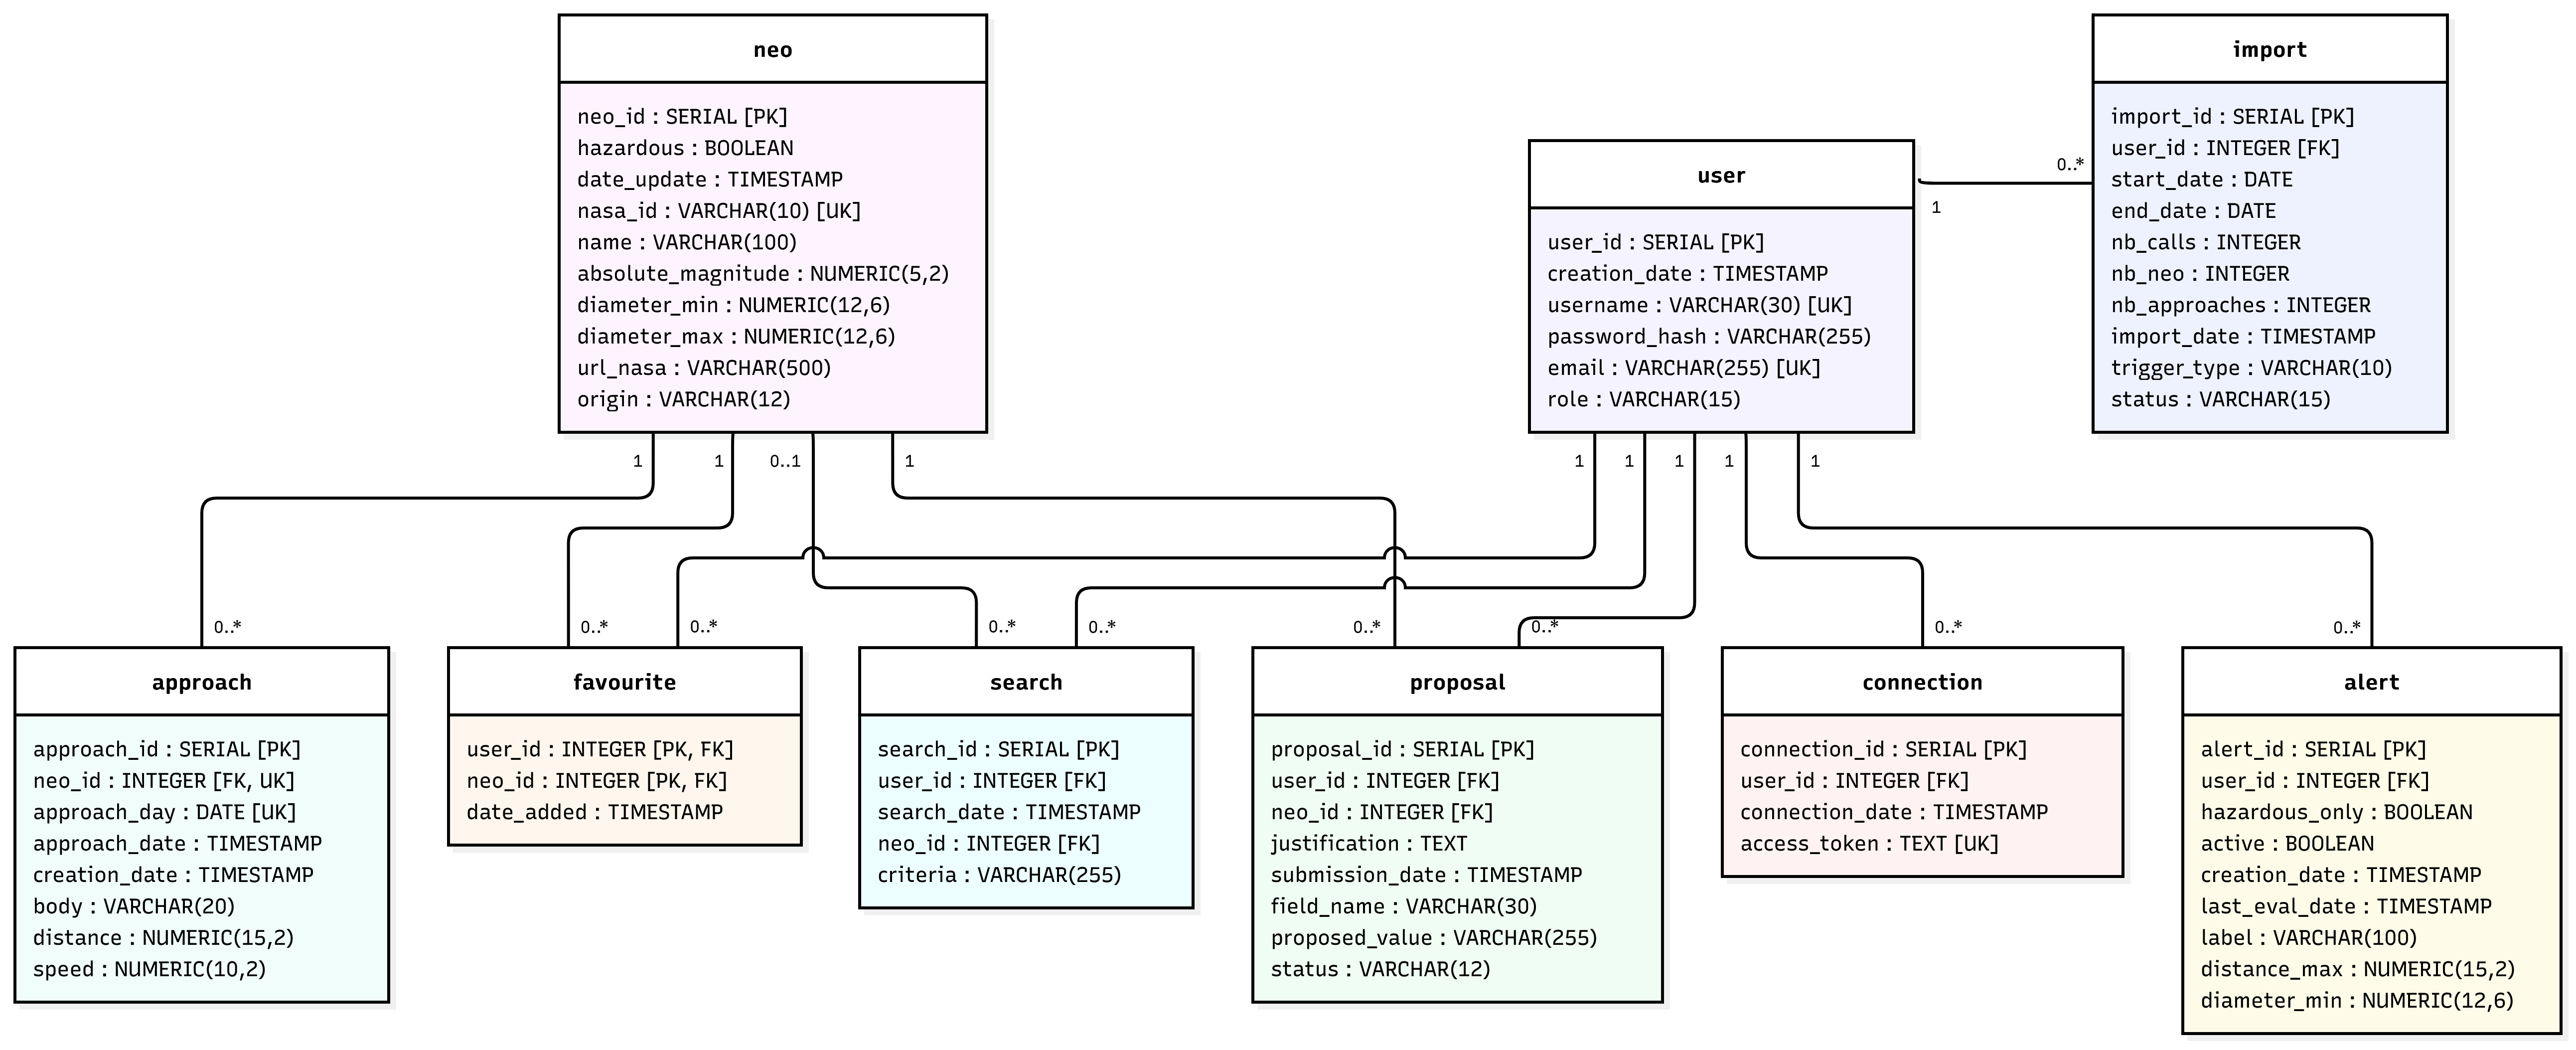 neo
neo_id : SERIAL [PK]
hazardous : BOOLEAN
date_update : TIMESTAMP
nasa_id : VARCHAR(10) [UK]
name : VARCHAR(100)
absolute_magnitude : NUMERIC(5,2)
diameter_min : NUMERIC(12,6)
diameter_max : NUMERIC(12,6)
url_nasa : VARCHAR(500)
origin : VARCHAR(12)
user
user_id : SERIAL [PK]
creation_date : TIMESTAMP
username : VARCHAR(30) [UK]
password_hash : VARCHAR(255)
email : VARCHAR(255) [UK]
role : VARCHAR(15)
1
0..*
import
import_id : SERIAL [PK]
user_id : INTEGER [FK]
start_date : DATE
end_date : DATE
nb_calls : INTEGER
nb_neo : INTEGER
nb_approaches : INTEGER
import_date : TIMESTAMP
trigger_type : VARCHAR(10)
status : VARCHAR(15)
1
1
0..1
1
1
1
1
1
1
0..*
0..*
0..*
0..*
0..*
0..*
0..*
0..*
0..*
approach
approach_id : SERIAL [PK]
neo_id : INTEGER [FK, UK]
approach_day : DATE [UK]
approach_date : TIMESTAMP
creation_date : TIMESTAMP
body : VARCHAR(20)
distance : NUMERIC(15,2)
speed : NUMERIC(10,2)
favourite
user_id : INTEGER [PK, FK]
neo_id : INTEGER [PK, FK]
date_added : TIMESTAMP
search
search_id : SERIAL [PK]
user_id : INTEGER [FK]
search_date : TIMESTAMP
neo_id : INTEGER [FK]
criteria : VARCHAR(255)
proposal
proposal_id : SERIAL [PK]
user_id : INTEGER [FK]
neo_id : INTEGER [FK]
justification : TEXT
submission_date : TIMESTAMP
field_name : VARCHAR(30)
proposed_value : VARCHAR(255)
status : VARCHAR(12)
connection
connection_id : SERIAL [PK]
user_id : INTEGER [FK]
connection_date : TIMESTAMP
access_token : TEXT [UK]
alert
alert_id : SERIAL [PK]
user_id : INTEGER [FK]
hazardous_only : BOOLEAN
active : BOOLEAN
creation_date : TIMESTAMP
last_eval_date : TIMESTAMP
label : VARCHAR(100)
distance_max : NUMERIC(15,2)
diameter_min : NUMERIC(12,6)